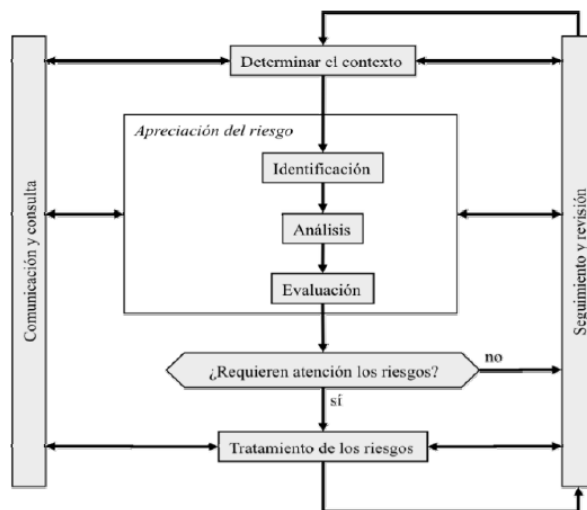 Determinar el contexto
Apreciación del riesgo
Identificación
Análisis
Evaluación
¿Requieren atención los riesgos?
no
sí
Tratamiento de los riesgos
Comunicación y consulta
Seguimiento y revisión